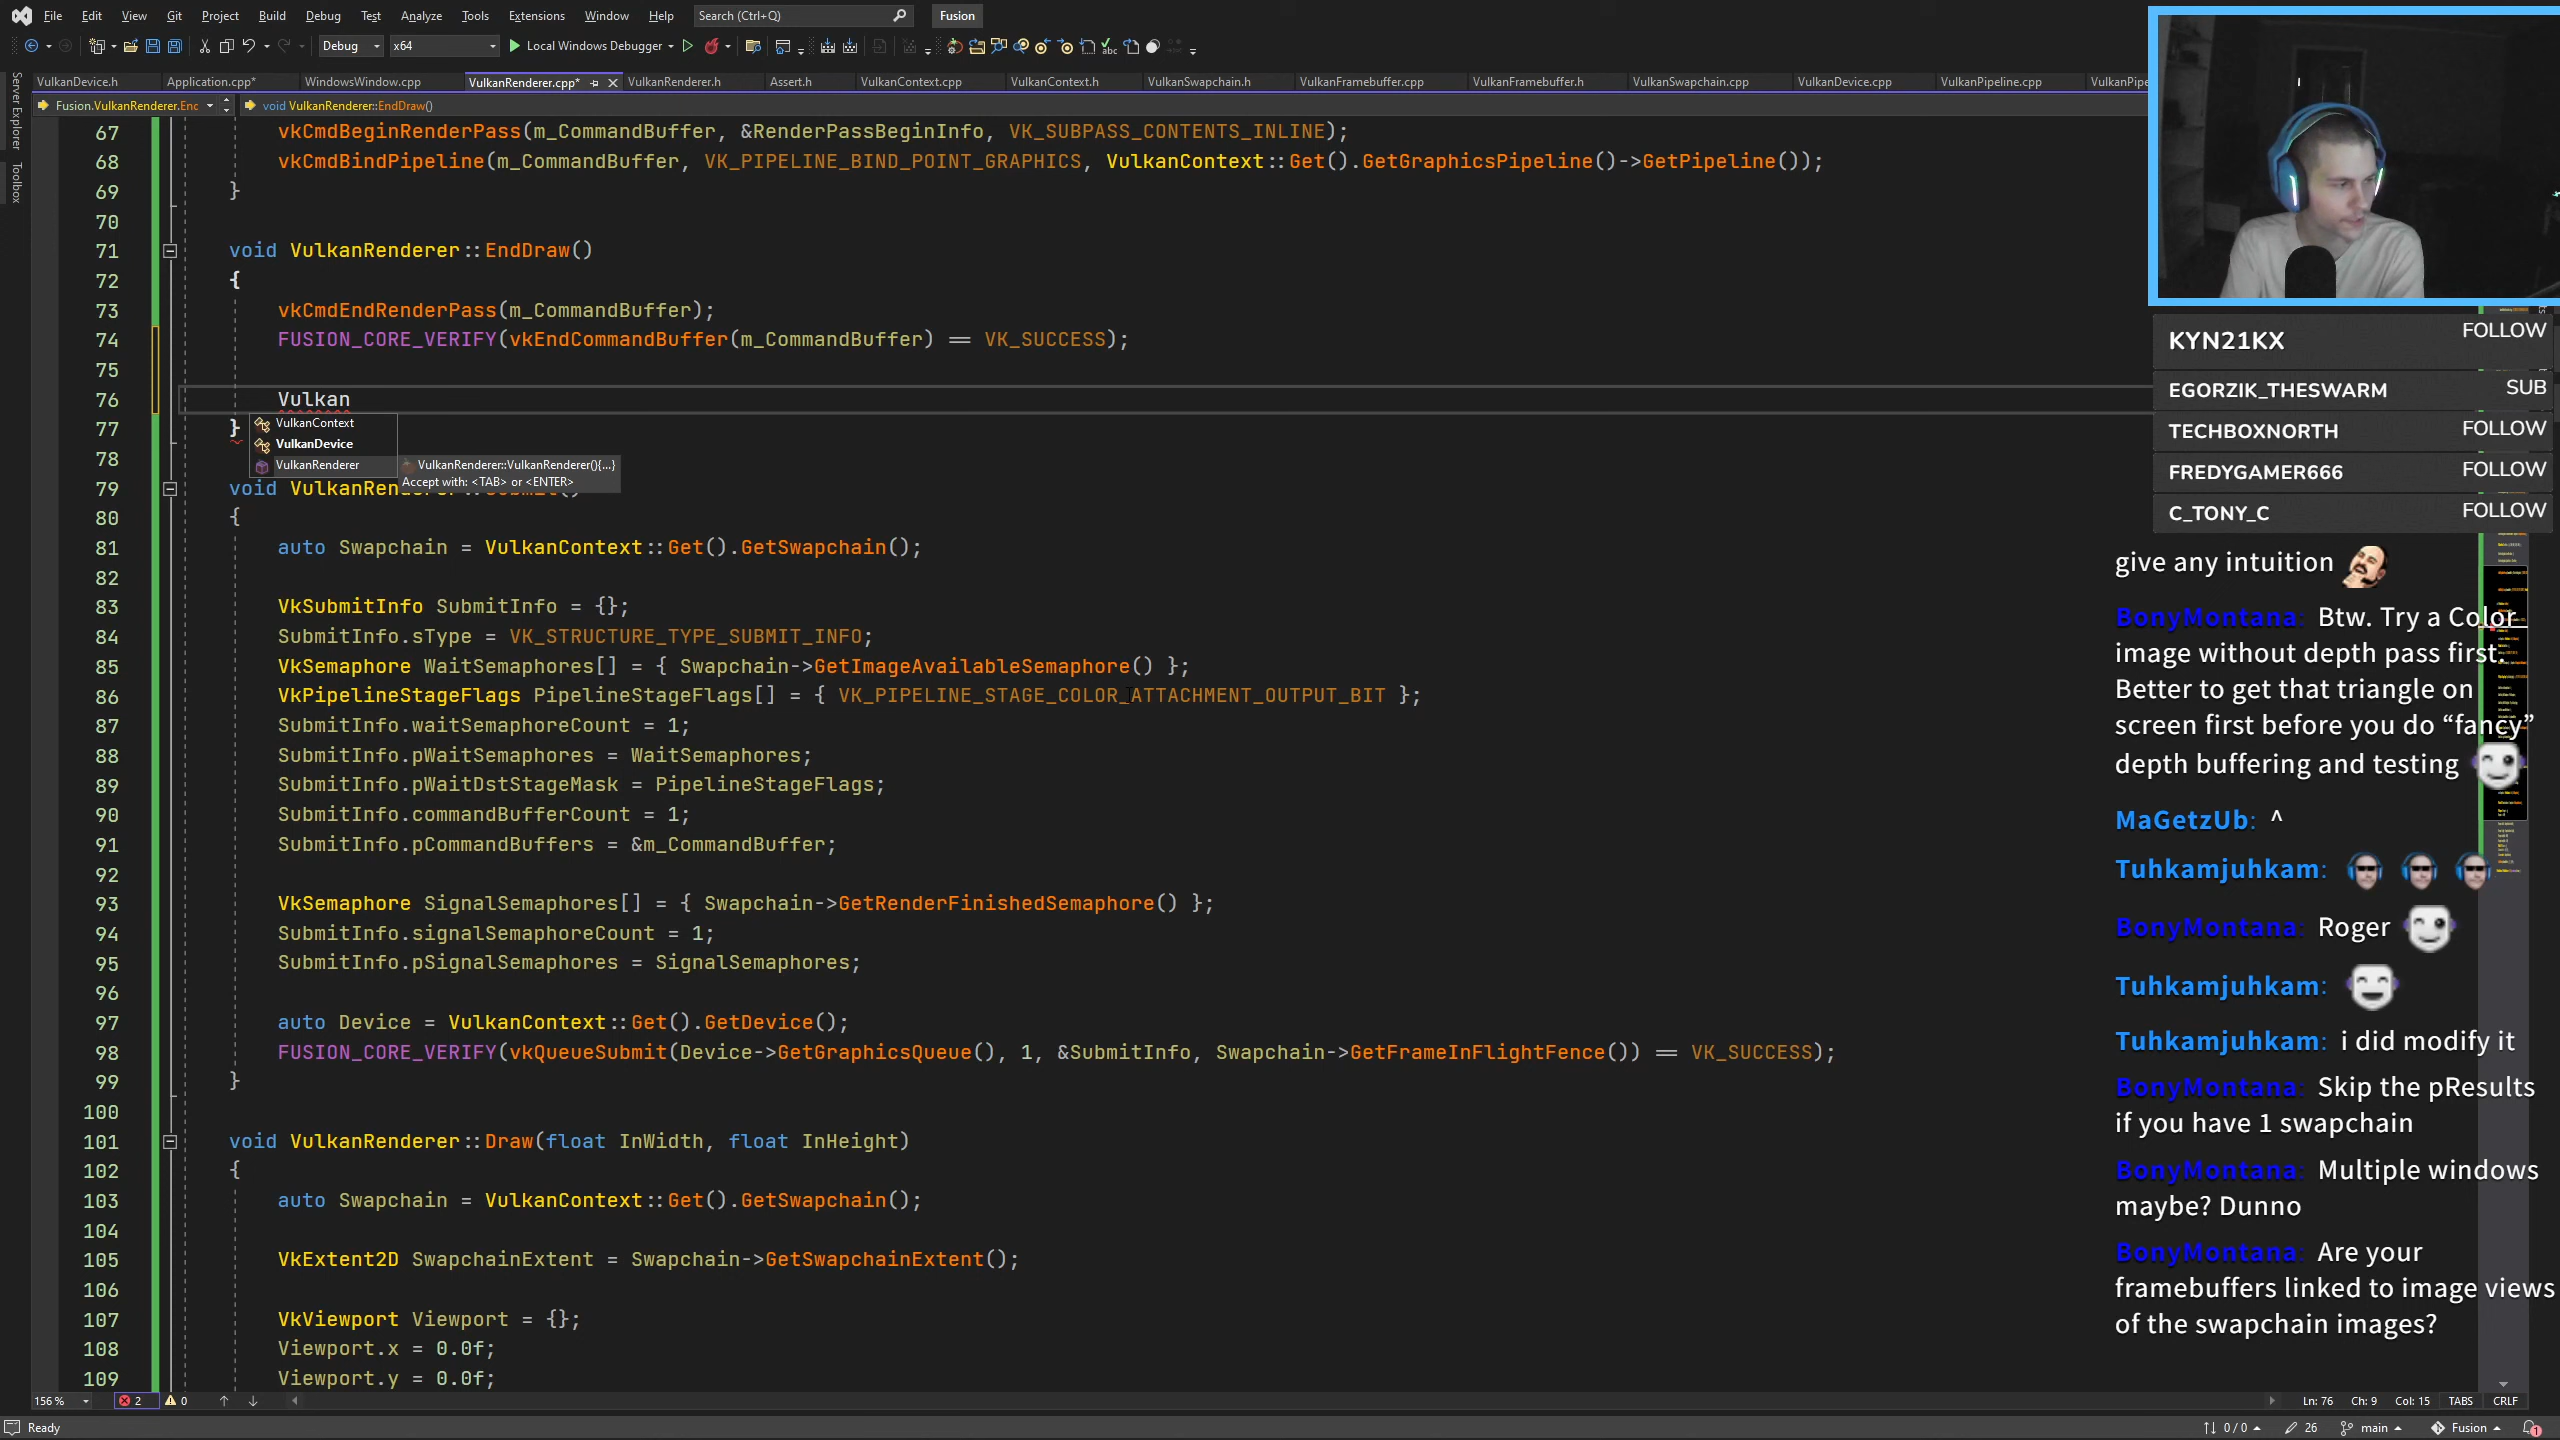 File Edit View Git Project Build Debug Test Analyze Tools Extensions Window Help Search (Ctrl+Q) Fusion
Debug x64 Local Windows Debugger
VulkanDevice.h Application.cpp* WindowsWindow.cpp VulkanRenderer.cpp* VulkanRenderer.h Assert.h VulkanContext.cpp VulkanContext.h VulkanSwapchain.h VulkanFramebuffer.cpp VulkanFramebuffer.h VulkanSwapchain.cpp VulkanDevice.cpp VulkanPipeline.cpp VulkanPipe
Fusion.VulkanRenderer.Enc void VulkanRenderer::EndDraw()
Server Explorer
Toolbox
67 vkCmdBeginRenderPass(m_CommandBuffer, &RenderPassBeginInfo, VK_SUBPASS_CONTENTS_INLINE);
68 vkCmdBindPipeline(m_CommandBuffer, VK_PIPELINE_BIND_POINT_GRAPHICS, VulkanContext::Get().GetGraphicsPipeline()->GetPipeline());
69 }
70
71 void VulkanRenderer::EndDraw()
72 {
73 vkCmdEndRenderPass(m_CommandBuffer);
74 FUSION_CORE_VERIFY(vkEndCommandBuffer(m_CommandBuffer) == VK_SUCCESS);
75
76 Vulkan
77 }
VulkanContext
VulkanDevice
VulkanRenderer
VulkanRenderer::VulkanRenderer(){...}
Accept with: <TAB> or <ENTER>
78
79 void VulkanRenderer::Submit()
80 {
81 auto Swapchain = VulkanContext::Get().GetSwapchain();
82
83 VkSubmitInfo SubmitInfo = {};
84 SubmitInfo.sType = VK_STRUCTURE_TYPE_SUBMIT_INFO;
85 VkSemaphore WaitSemaphores[] = { Swapchain->GetImageAvailableSemaphore() };
86 VkPipelineStageFlags PipelineStageFlags[] = { VK_PIPELINE_STAGE_COLOR_ATTACHMENT_OUTPUT_BIT };
87 SubmitInfo.waitSemaphoreCount = 1;
88 SubmitInfo.pWaitSemaphores = WaitSemaphores;
89 SubmitInfo.pWaitDstStageMask = PipelineStageFlags;
90 SubmitInfo.commandBufferCount = 1;
91 SubmitInfo.pCommandBuffers = &m_CommandBuffer;
92
93 VkSemaphore SignalSemaphores[] = { Swapchain->GetRenderFinishedSemaphore() };
94 SubmitInfo.signalSemaphoreCount = 1;
95 SubmitInfo.pSignalSemaphores = SignalSemaphores;
96
97 auto Device = VulkanContext::Get().GetDevice();
98 FUSION_CORE_VERIFY(vkQueueSubmit(Device->GetGraphicsQueue(), 1, &SubmitInfo, Swapchain->GetFrameInFlightFence()) == VK_SUCCESS);
99 }
100
101 void VulkanRenderer::Draw(float InWidth, float InHeight)
102 {
103 auto Swapchain = VulkanContext::Get().GetSwapchain();
104
105 VkExtent2D SwapchainExtent = Swapchain->GetSwapchainExtent();
106
107 VkViewport Viewport = {};
108 Viewport.x = 0.0f;
109 Viewport.y = 0.0f;
KYN21KX FOLLOW
EGORZIK_THESWARM SUB
TECHBOXNORTH FOLLOW
FREDYGAMER666 FOLLOW
C_TONY_C FOLLOW
give any intuition
BonyMontana: Btw. Try a Color
image without depth pass first.
Better to get that triangle on
screen first before you do “fancy”
depth buffering and testing
MaGetzUb: ^
Tuhkamjuhkam:
BonyMontana: Roger
Tuhkamjuhkam:
Tuhkamjuhkam: i did modify it
BonyMontana: Skip the pResults
if you have 1 swapchain
BonyMontana: Multiple windows
maybe? Dunno
BonyMontana: Are your
framebuffers linked to image views
of the swapchain images?
156 % 2 0 Ln: 76 Ch: 9 Col: 15 TABS CRLF
Ready 0 / 0 26 main Fusion 1